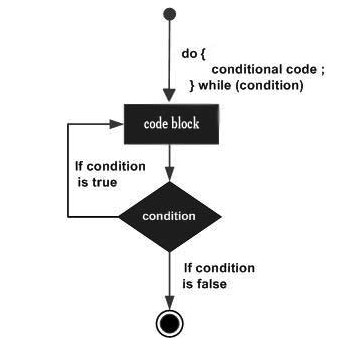 do {
conditional code ;
} while (condition)
code block
If condition
is true
condition
If condition
is false